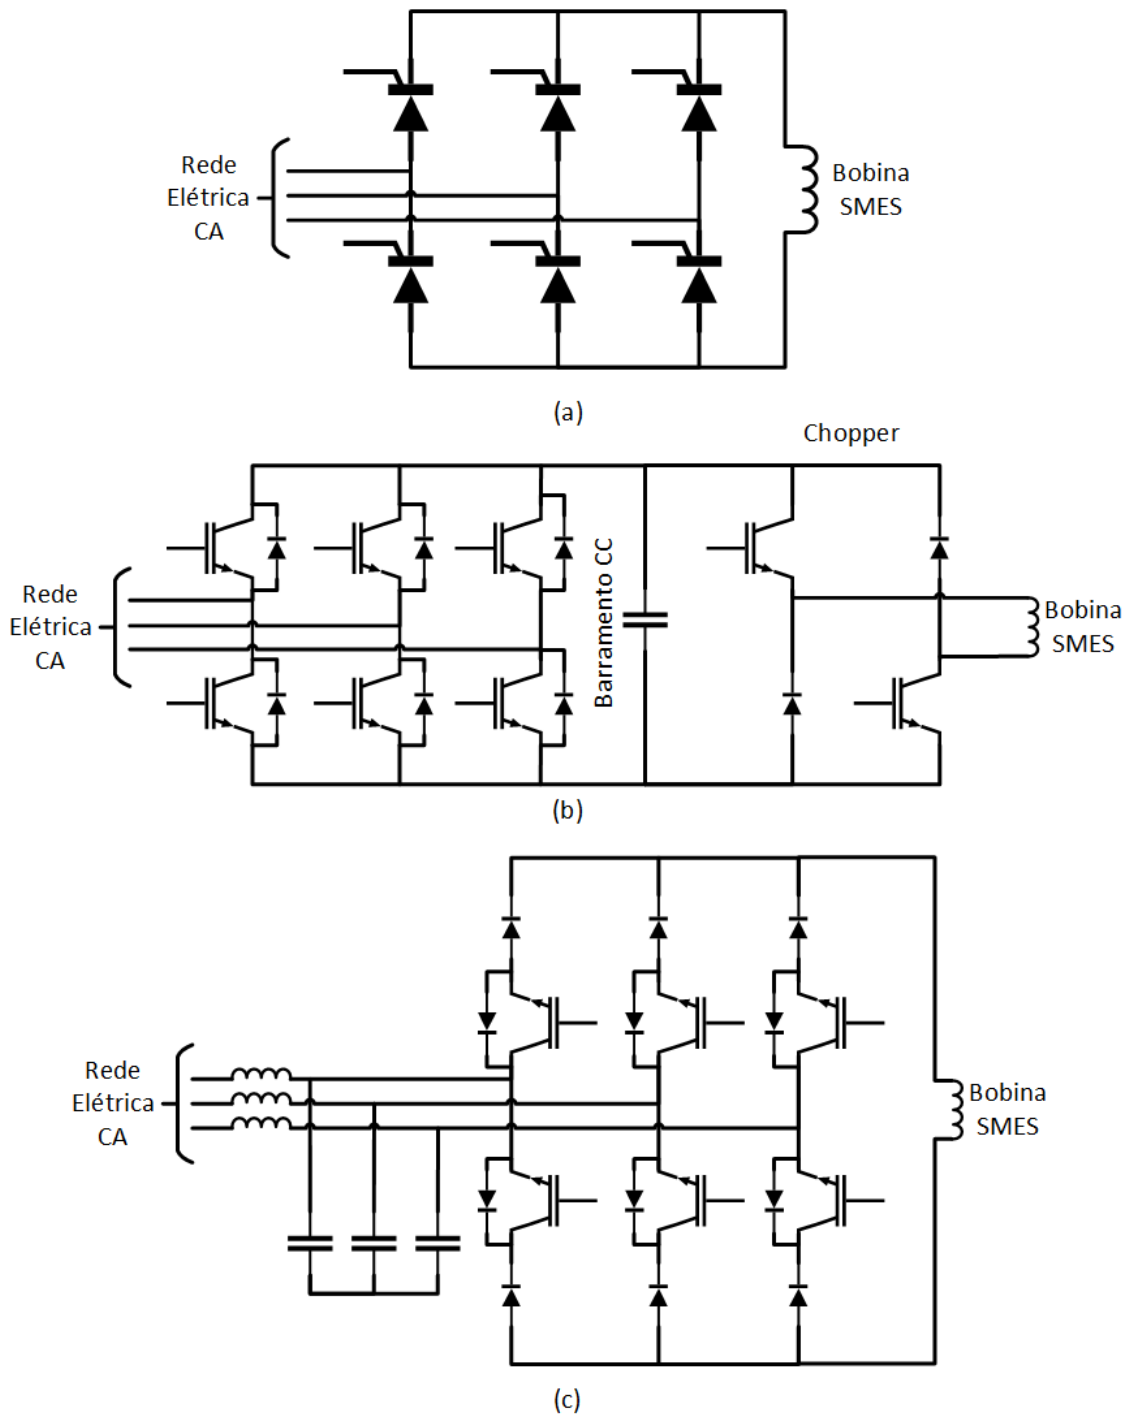 Rede
Elétrica
CA
Bobina
SMES
(a)
Chopper
Rede
Elétrica
CA
Barramento CC
Bobina
SMES
(b)
Rede
Elétrica
CA
Bobina
SMES
(c)